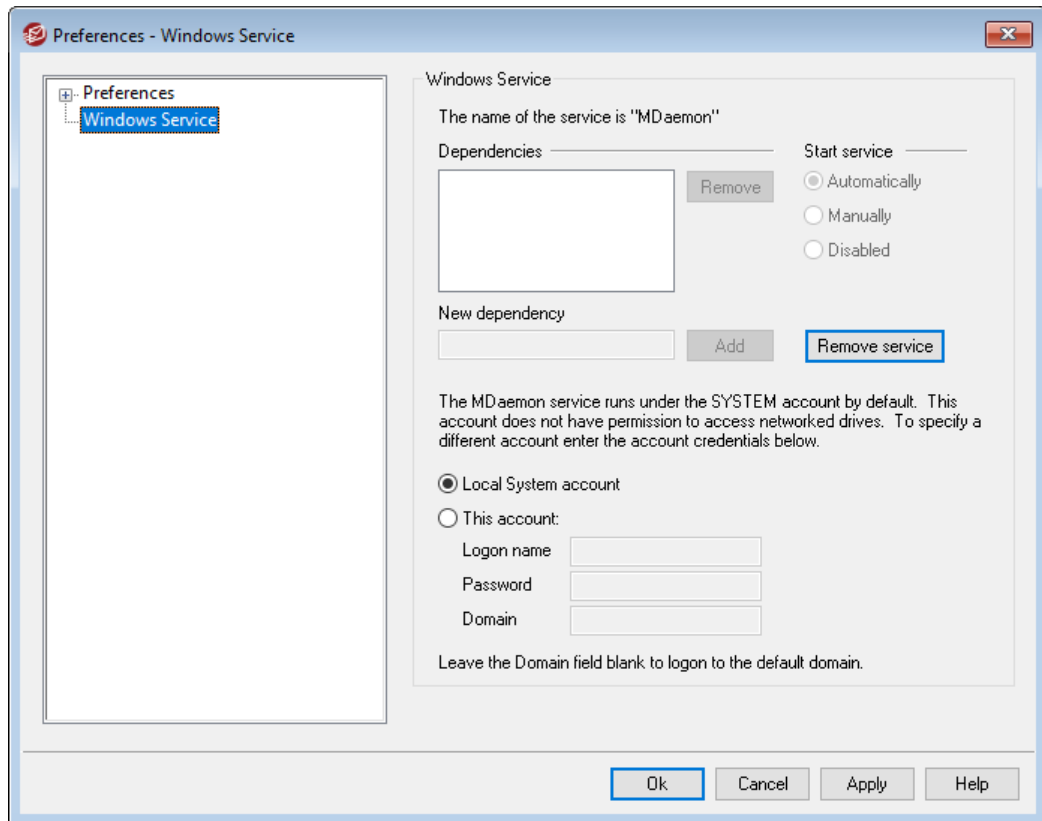 Preferences - Windows Service
Preferences
Windows Service
Windows Service
The name of the service is "MDaemon"
Dependencies
Start service
Remove
Automatically
Manually
Disabled
New dependency
Add
Remove service
The MDaemon service runs under the SYSTEM account by default. This
account does not have permission to access networked drives. To specify a
different account enter the account credentials below.
Local System account
This account:
Logon name
Password
Domain
Leave the Domain field blank to logon to the default domain.
Ok
Cancel
Apply
Help